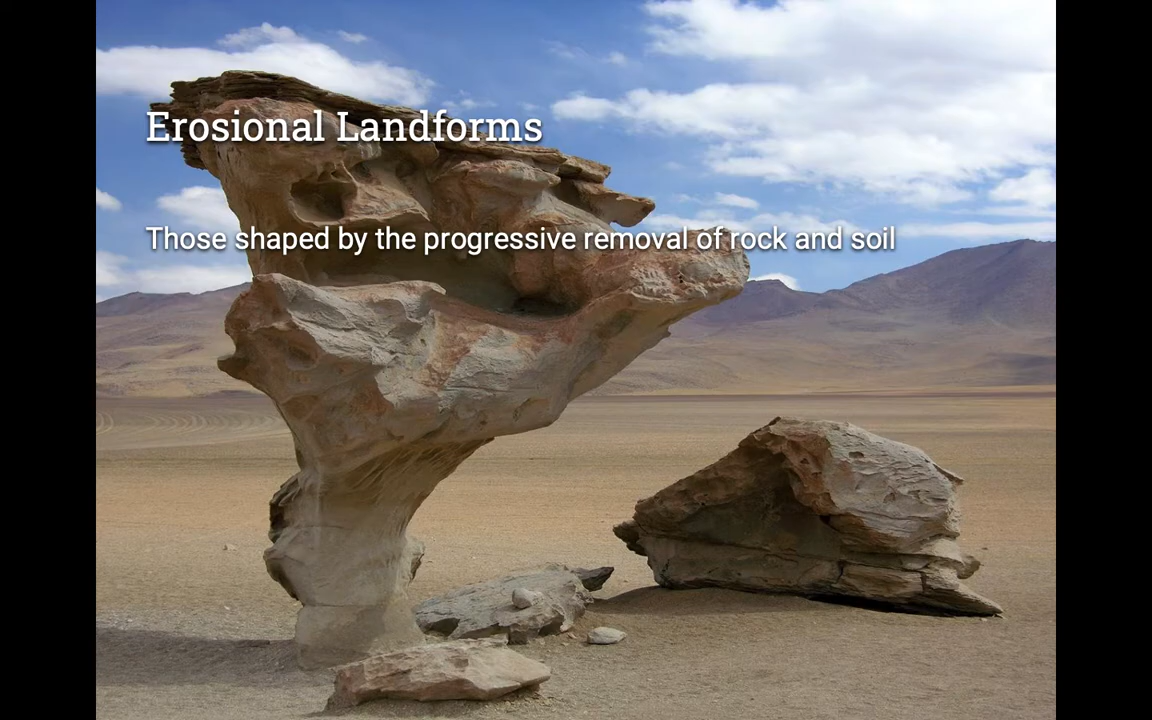 Erosional Landforms
Those shaped by the progressive removal of rock and soil